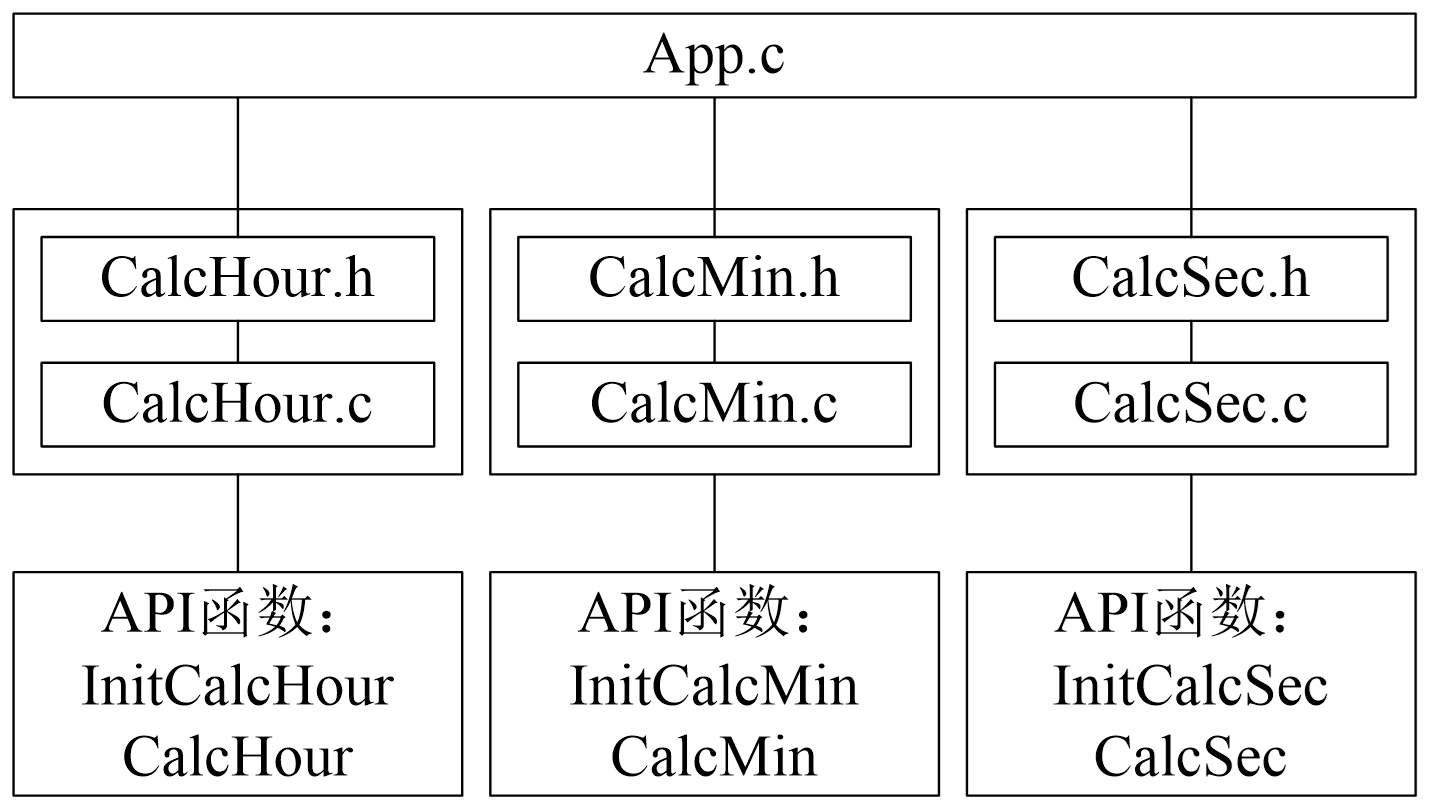 App.c
CalcHour.h
CalcMin.h
CalcSec.h
CalcHour.c
CalcMin.c
CalcSec.c
API函数：
InitCalcHour
CalcHour
API函数：
InitCalcMin
CalcMin
API函数：
InitCalcSec
CalcSec